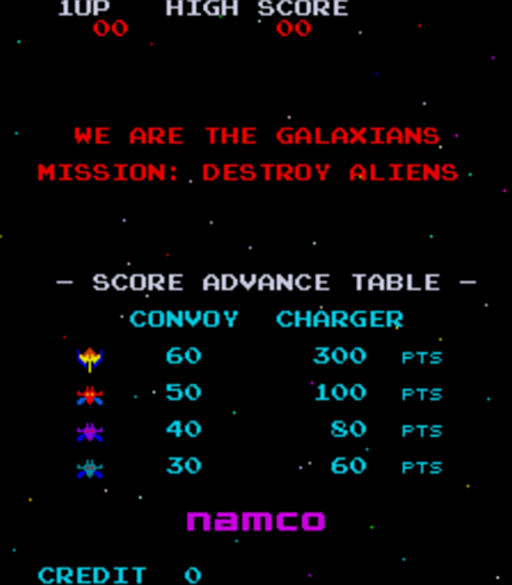 1UP HIGH SCORE
00 00
WE ARE THE GALAXIANS
MISSION: DESTROY ALIENS
- SCORE ADVANCE TABLE -
CONVOY CHARGER
60 300 PTS
50 100 PTS
40 80 PTS
30 60 PTS
namco
CREDIT 0